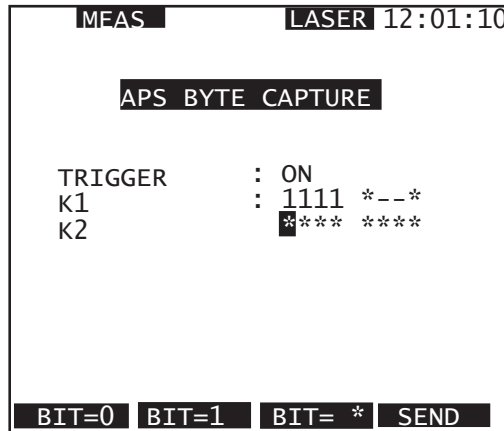 MEAS LASER 12:01:10
APS BYTE CAPTURE
TRIGGER : ON
K1 : 1111 *--*
K2 **** ****
BIT=0 BIT=1 BIT= * SEND